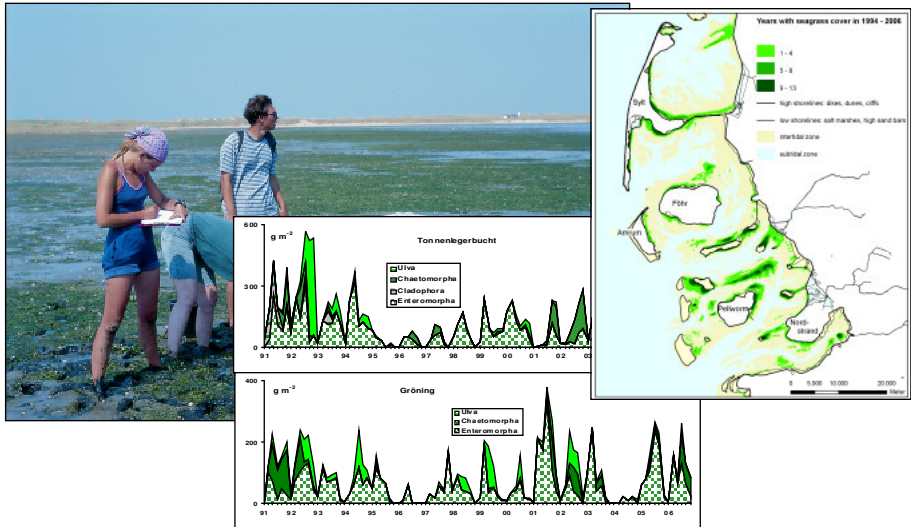 Years with seagrass cover in 1994 - 2006
1 - 4
5 - 8
9 - 13
high shorelines: dikes, dunes, cliffs
low shorelines: salt marshes, high sand bars
intertidal zone
subtidal zone
Sylt
Föhr
Amrum
Pellworm
Nord-
strand
0 5.000 10.000 20.000
Meter
600
g m-2
Tonnenlegerbucht
Ulva
Chaetomorpha
Cladophora
Enteromorpha
300
0
91 92 93 94 95 96 97 98 99 00 01 02 03
400
g m-2
Gröning
Ulva
Chaetomorpha
Enteromorpha
200
0
91 92 93 94 95 96 97 98 99 00 01 02 03 04 05 06